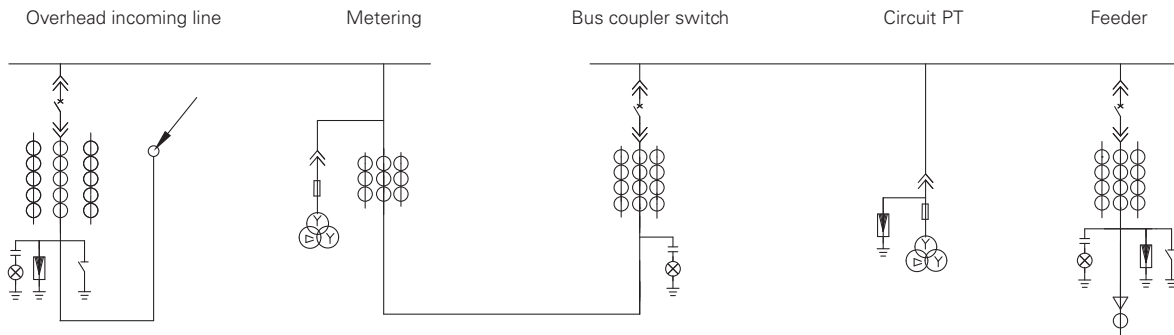 Overhead incoming line
Metering
Bus coupler switch
Circuit PT
Feeder
Y
Y
Y
Y